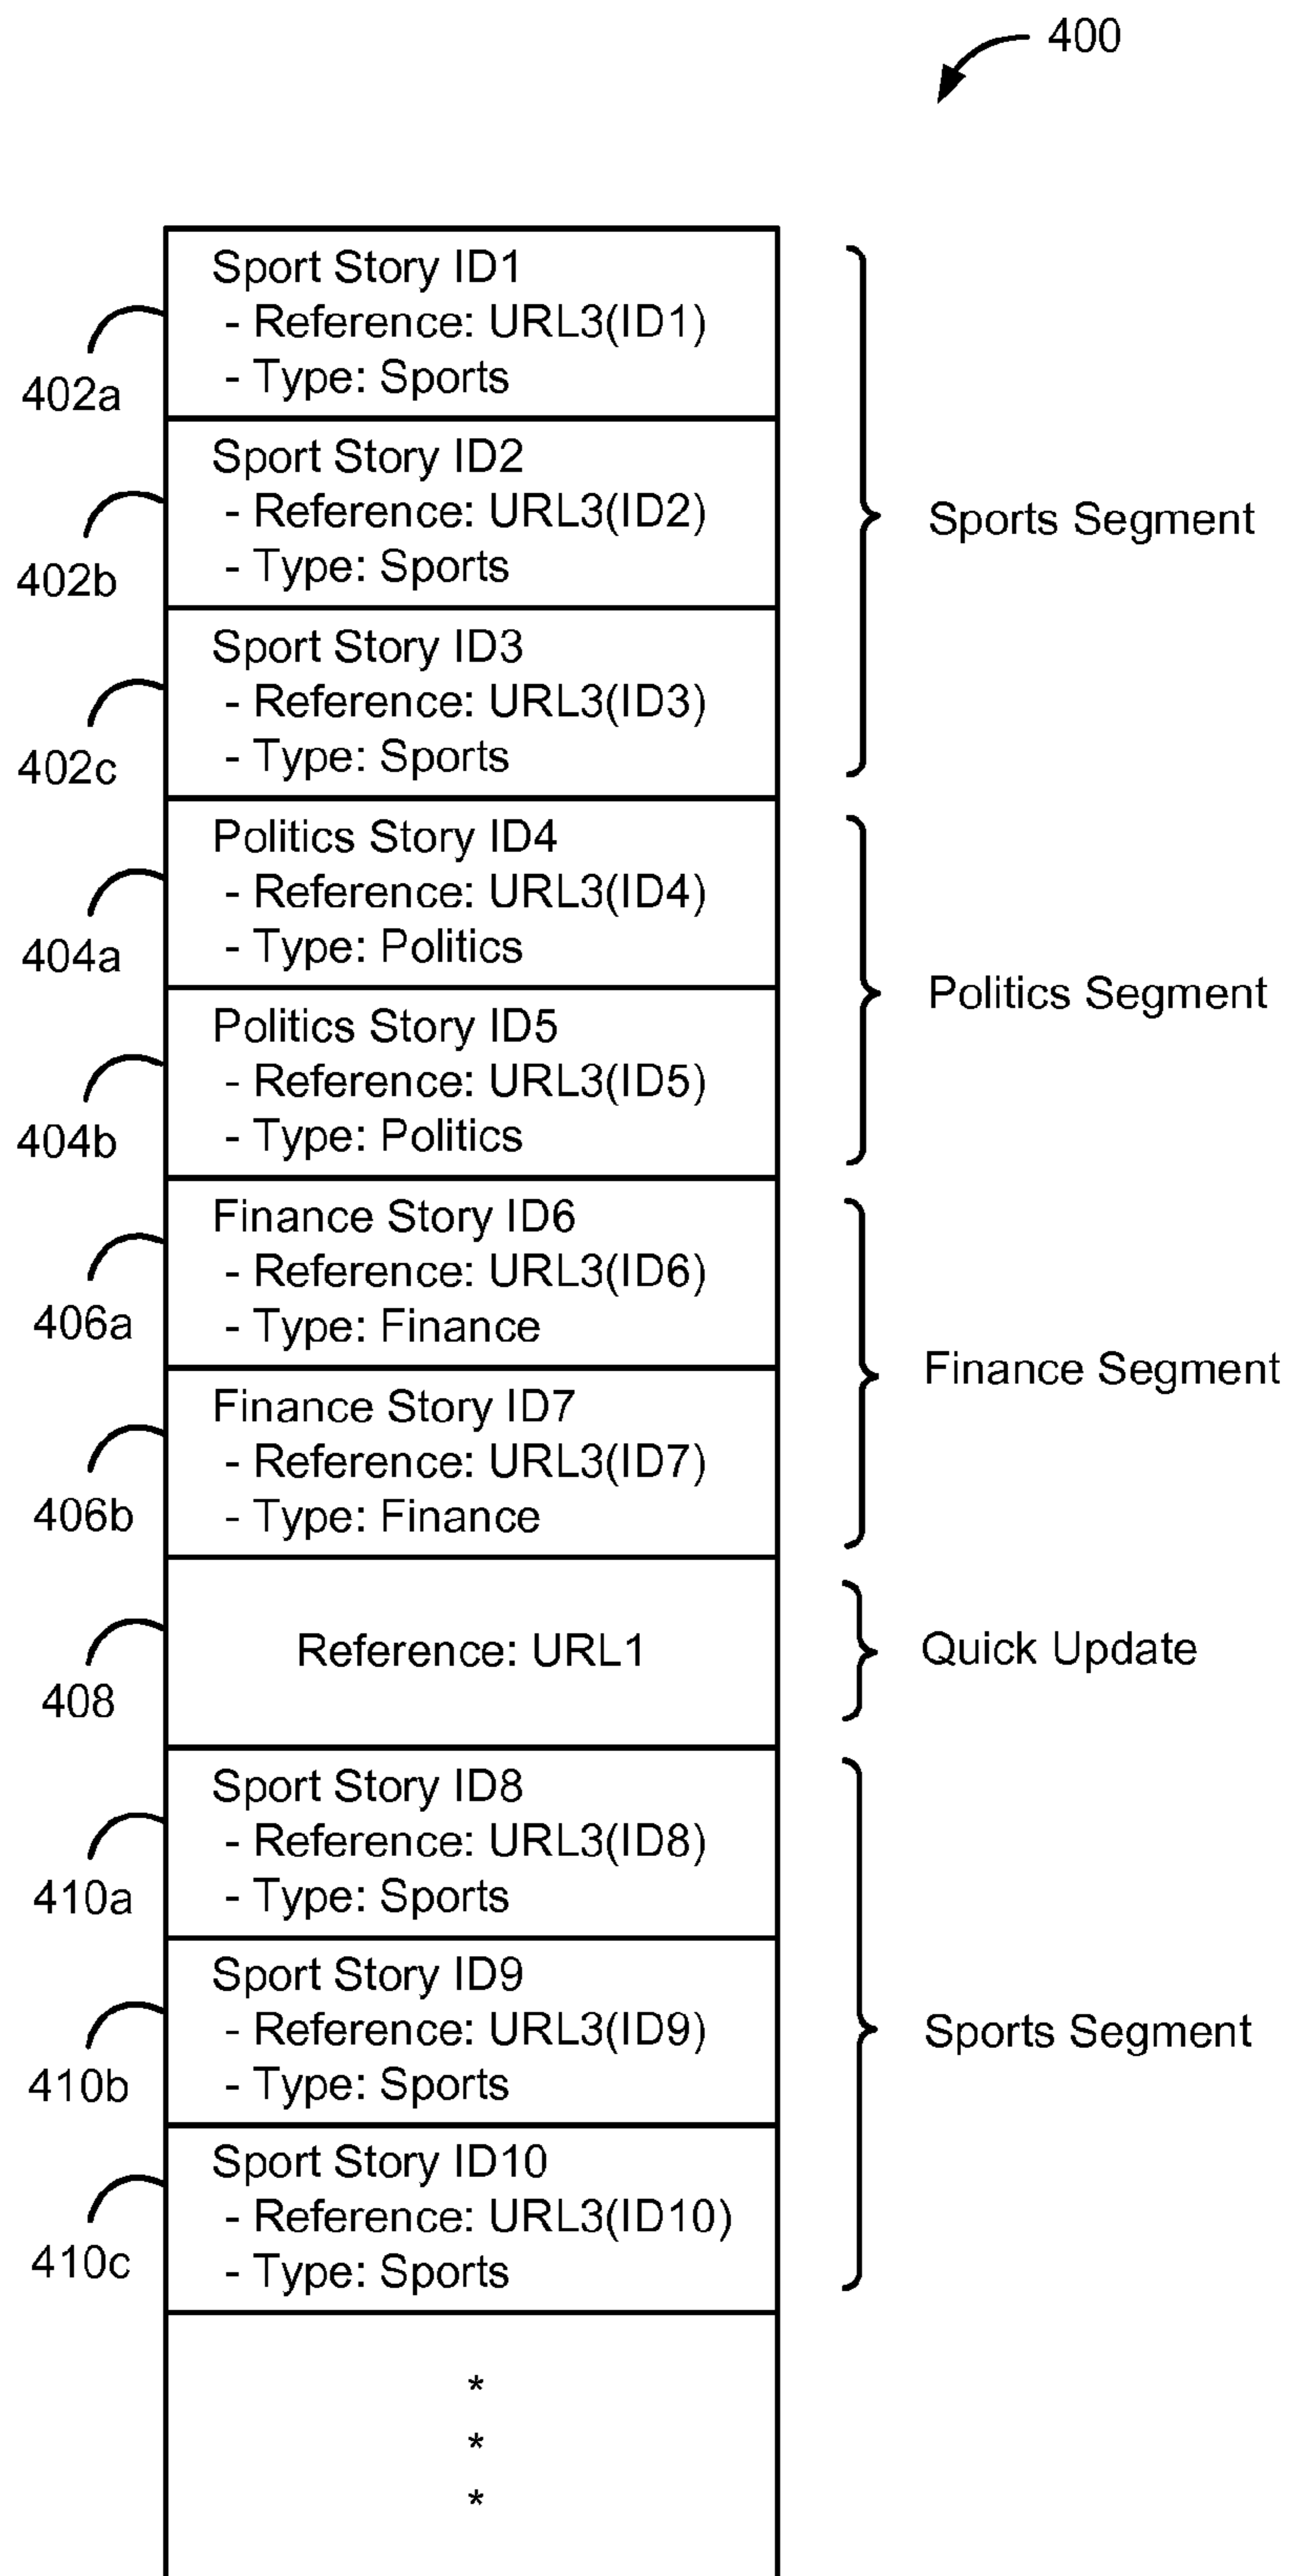 400
Sport Story ID1
- Reference: URL3(ID1)
- Type: Sports
402a
Sport Story ID2
- Reference: URL3(ID2)
- Type: Sports
402b
Sports Segment
Sport Story ID3
- Reference: URL3(ID3)
- Type: Sports
402c
Politics Story ID4
- Reference: URL3(ID4)
- Type: Politics
404a
Politics Segment
Politics Story ID5
- Reference: URL3(ID5)
- Type: Politics
404b
Finance Story ID6
- Reference: URL3(ID6)
- Type: Finance
406a
Finance Segment
Finance Story ID7
- Reference: URL3(ID7)
- Type: Finance
406b
Reference: URL1
Quick Update
408
Sport Story ID8
- Reference: URL3(ID8)
- Type: Sports
410a
Sport Story ID9
- Reference: URL3(ID9)
- Type: Sports
410b
Sports Segment
Sport Story ID10
- Reference: URL3(ID10)
- Type: Sports
410c
*
*
*